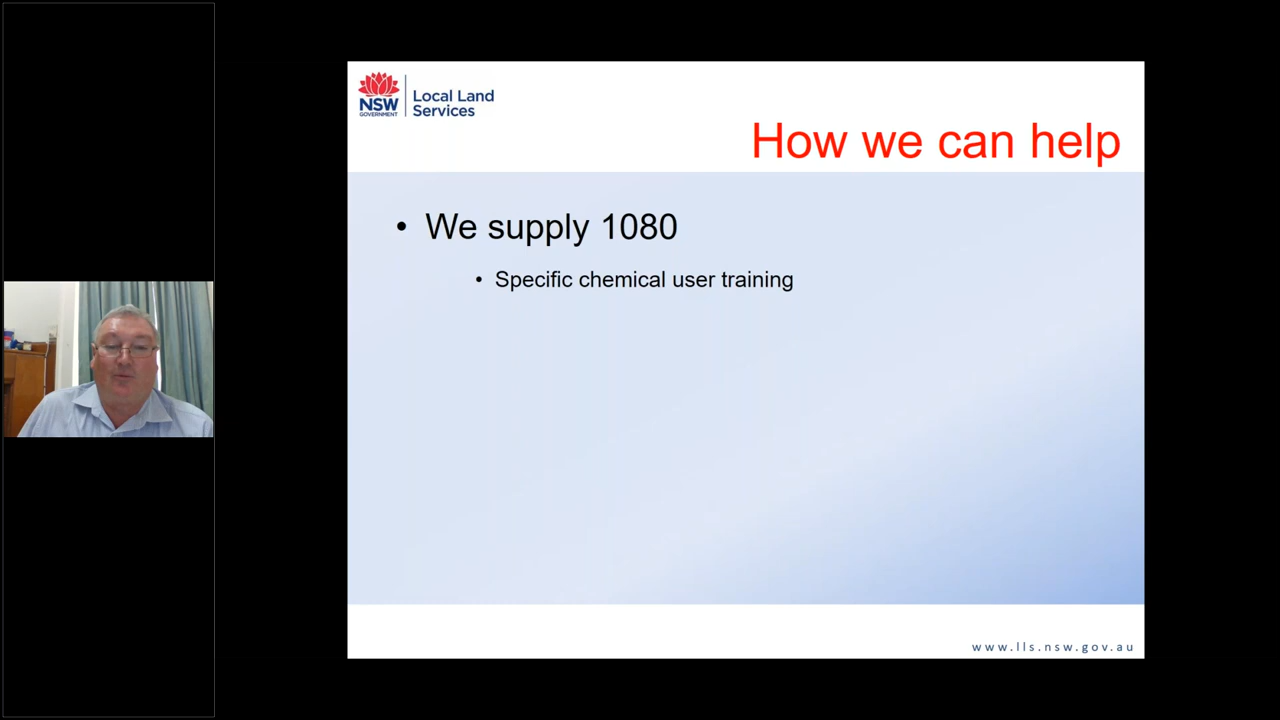 NSW
GOVERNMENT
Local Land
Services
How we can help
• We supply 1080
• Specific chemical user training
www.lls.nsw.gov.au